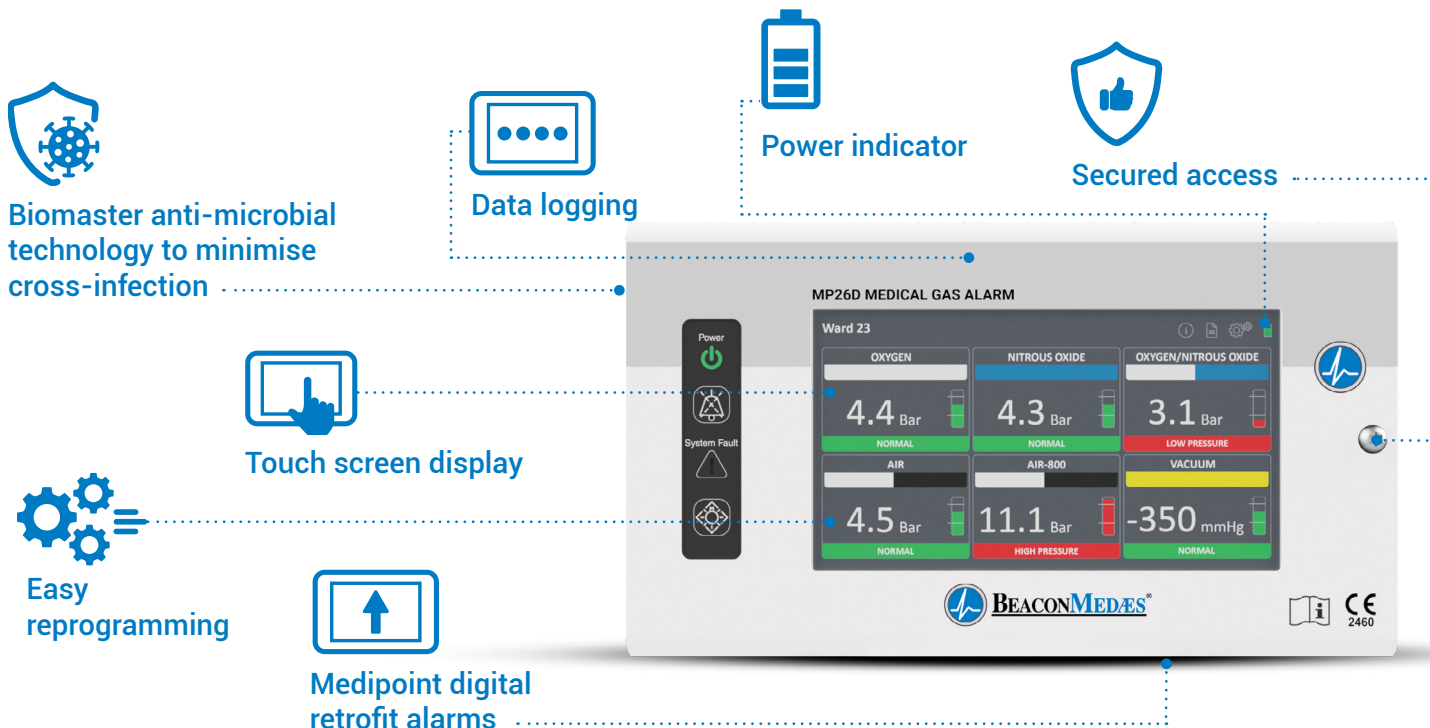 Power indicator
Secured access
Data logging
Biomaster anti-microbial
technology to minimise
cross-infection
Touch screen display
Easy
reprogramming
Medipoint digital
retrofit alarms
MP26D MEDICAL GAS ALARM
Power
System Fault
Ward 23
OXYGEN
4.4 Bar
NORMAL
NITROUS OXIDE
4.3 Bar
NORMAL
OXYGEN/NITROUS OXIDE
3.1 Bar
LOW PRESSURE
AIR
4.5 Bar
NORMAL
AIR-800
11.1 Bar
HIGH PRESSURE
VACUUM
-350 mmHg
NORMAL
BEACONMEDÆS®
i
CE
2460